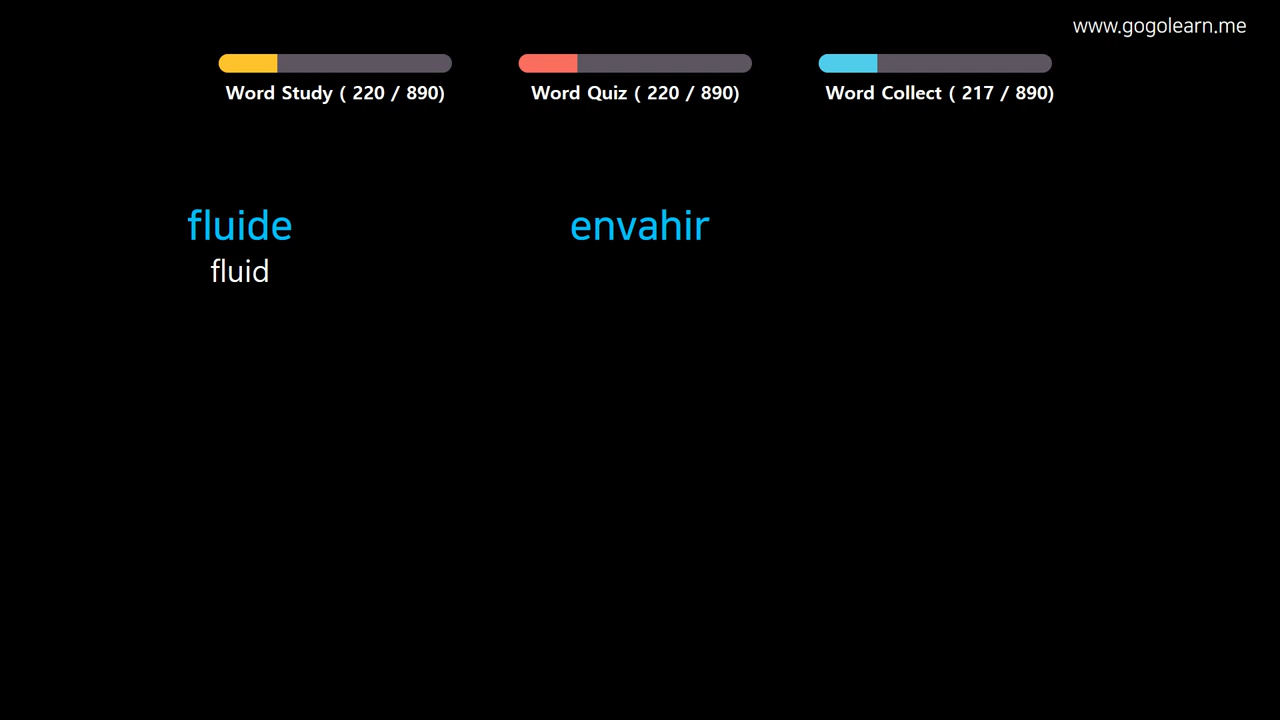 www.gogolearn.me
Word Study ( 220 / 890)
Word Quiz ( 220 / 890)
Word Collect ( 217 / 890)
fluide
fluid
envahir